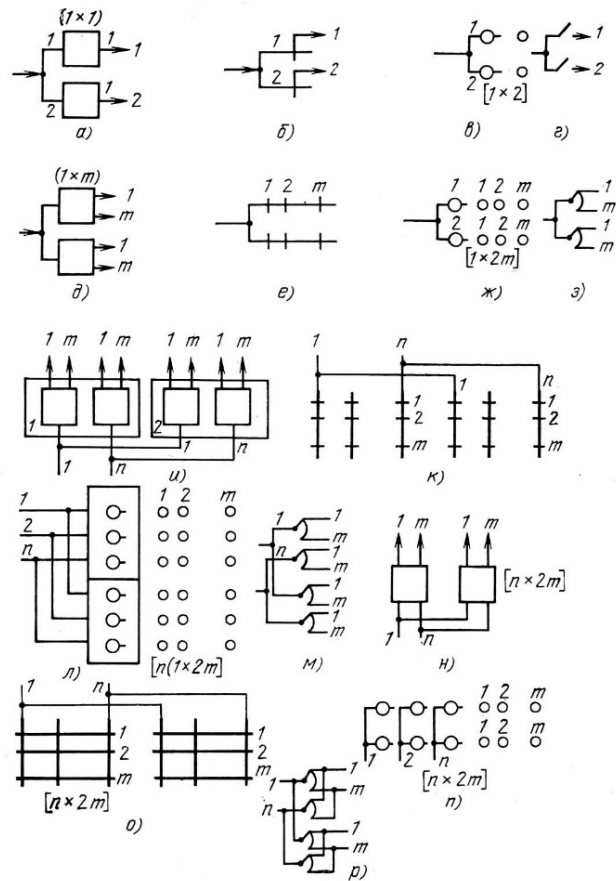 (1×1)
1 1 1
2 1 2
а)
1 1
2 2
б)
1
2
[1×2]
в)
1
2
г)
(1×m)
1
m
1
m
д)
1 2 m
е)
1 1 2 m
2 1 2 m
[1×2m]
ж)
1
m
1
m
з)
1 m 1 m 1 m 1 m
1 2
1 n 1 n
и)
1 n
1 n
1 1
2 2
m m
к)
1 1 2 m
2
n
[n(1×2m]
л)
1 1
m
n 1
m
1
m
1
m
м)
1 m 1 m
[n×2m]
1 n
н)
1 n
1 1
2 2
m m
[n×2m]
о)
1 2 m
1 2 m
1 2 n
[n×2m]
п)
1 1
n m
1
m
р)